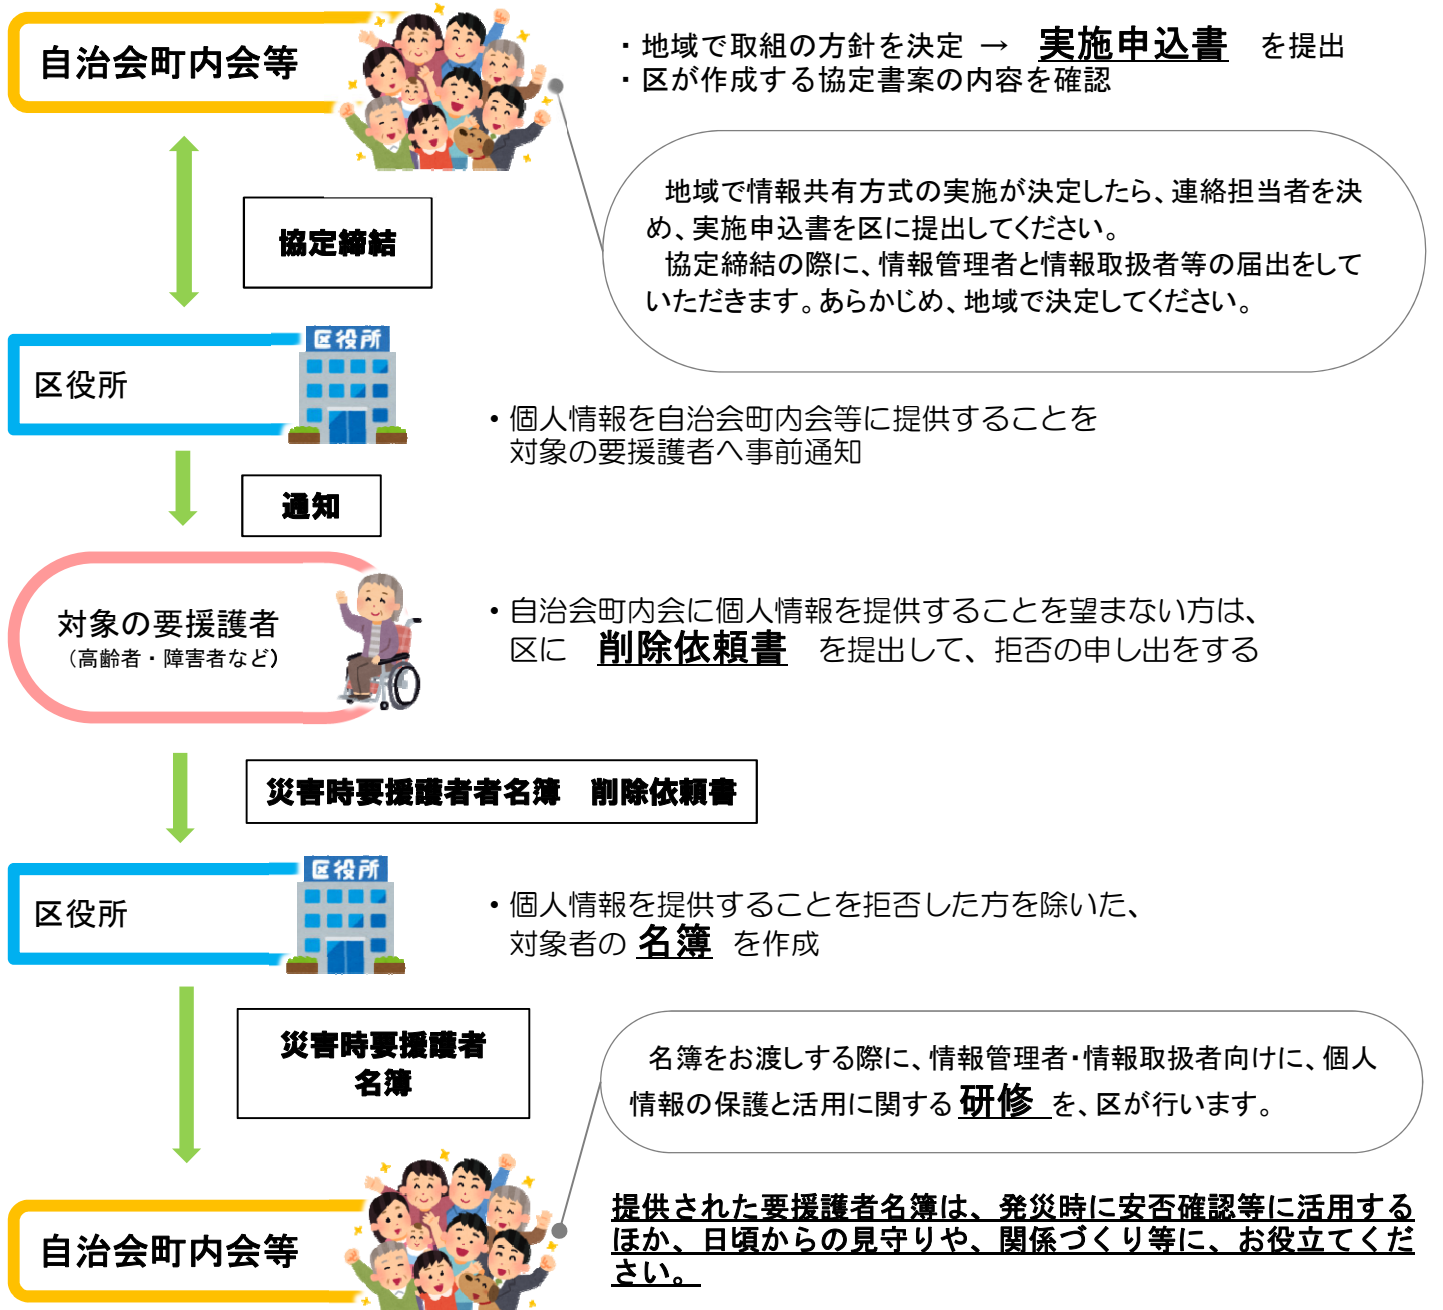 自治会町内会等
・地域で取組の方針を決定 → 実施申込書 を提出
・区が作成する協定書案の内容を確認
地域で情報共有方式の実施が決定したら、連絡担当者を決
め、実施申込書を区に提出してください。
協定締結の際に、情報管理者と情報取扱者等の届出をして
いただきます。あらかじめ、地域で決定してください。
協定締結
区役所
区役所
・個人情報を自治会町内会等に提供することを
対象の要援護者へ事前通知
通知
対象の要援護者
（高齢者・障害者など）
・自治会町内会に個人情報を提供することを望まない方は、
区に 削除依頼書 を提出して、拒否の申し出をする
災害時要援護者者名簿 削除依頼書
区役所
区役所
・個人情報を提供することを拒否した方を除いた、
対象者の 名簿 を作成
災害時要援護者
名簿
名簿をお渡しする際に、情報管理者・情報取扱者向けに、個人
情報の保護と活用に関する 研修 を、区が行います。
自治会町内会等
提供された要援護者名簿は、発災時に安否確認等に活用する
ほか、日頃からの見守りや、関係づくり等に、お役立てくだ
さい。